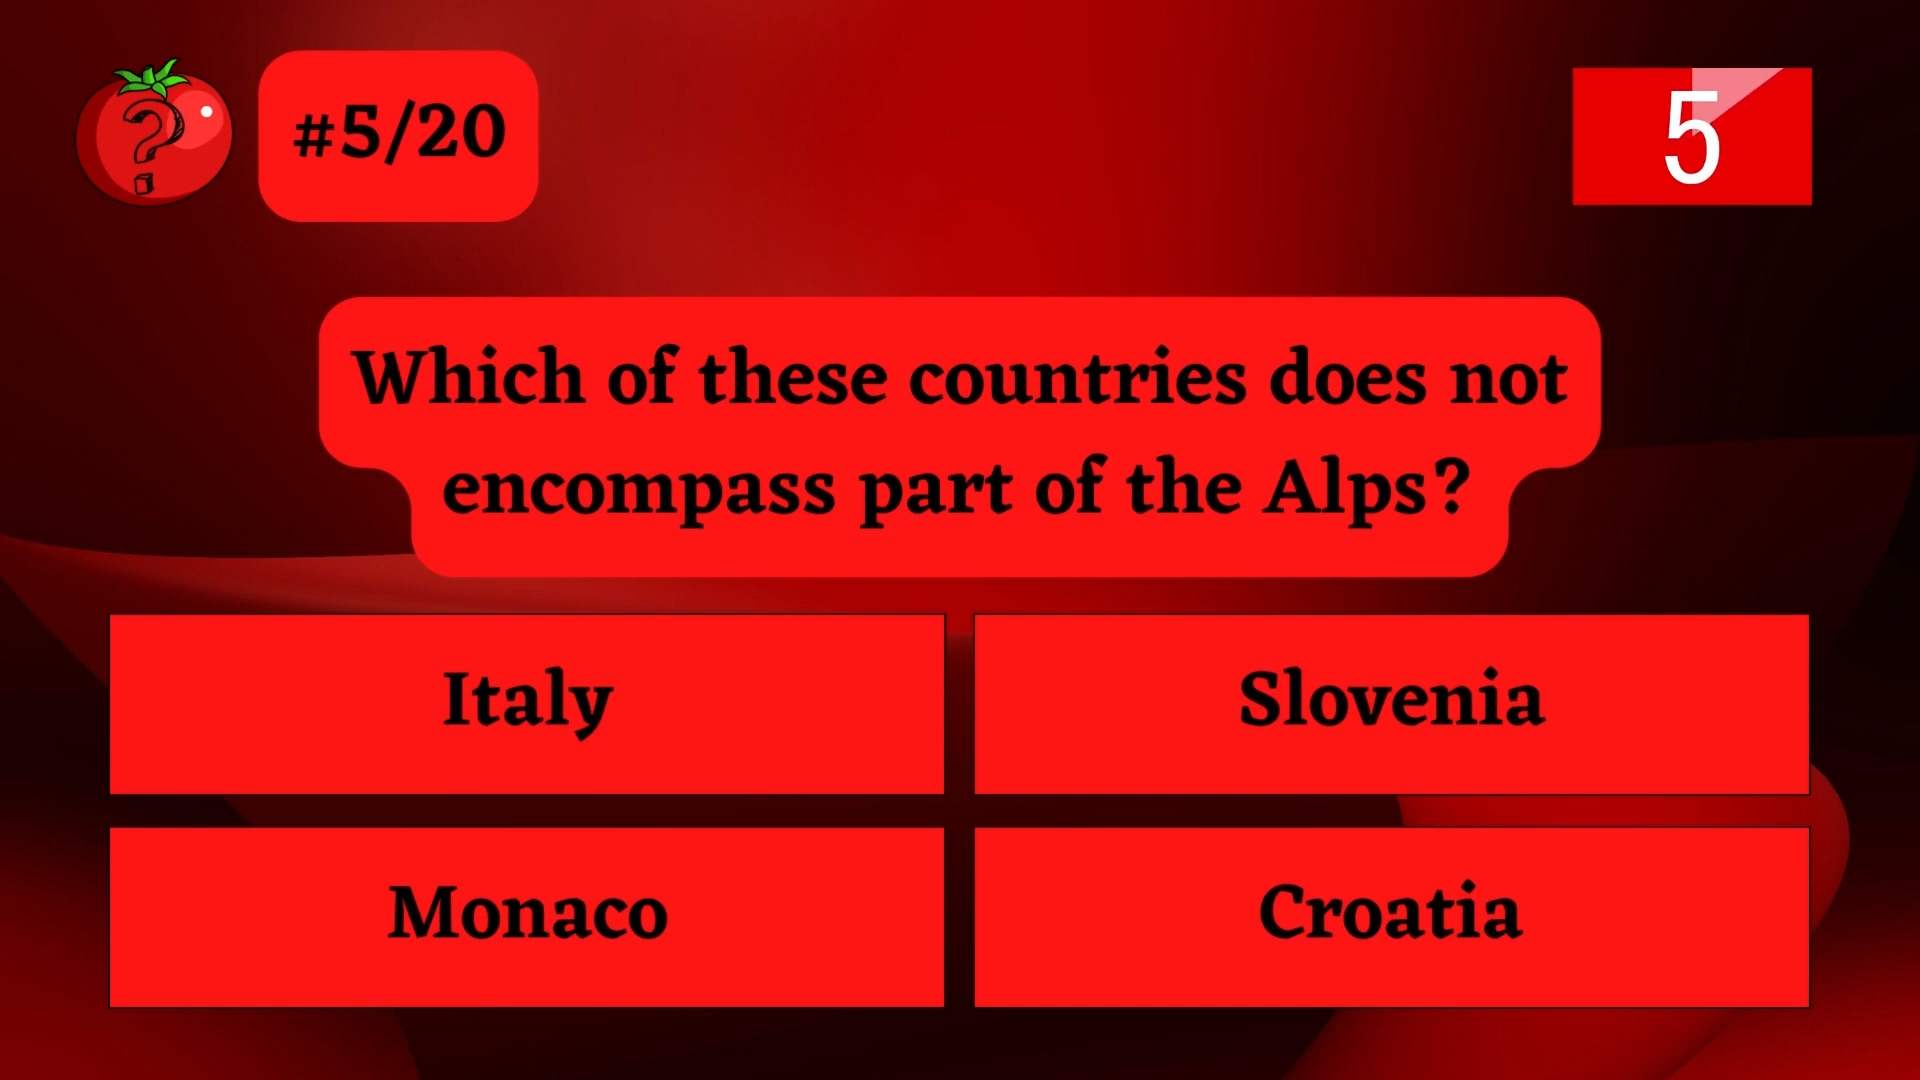 ?
#5/20
5
Which of these countries does not
encompass part of the Alps?
Italy
Slovenia
Monaco
Croatia